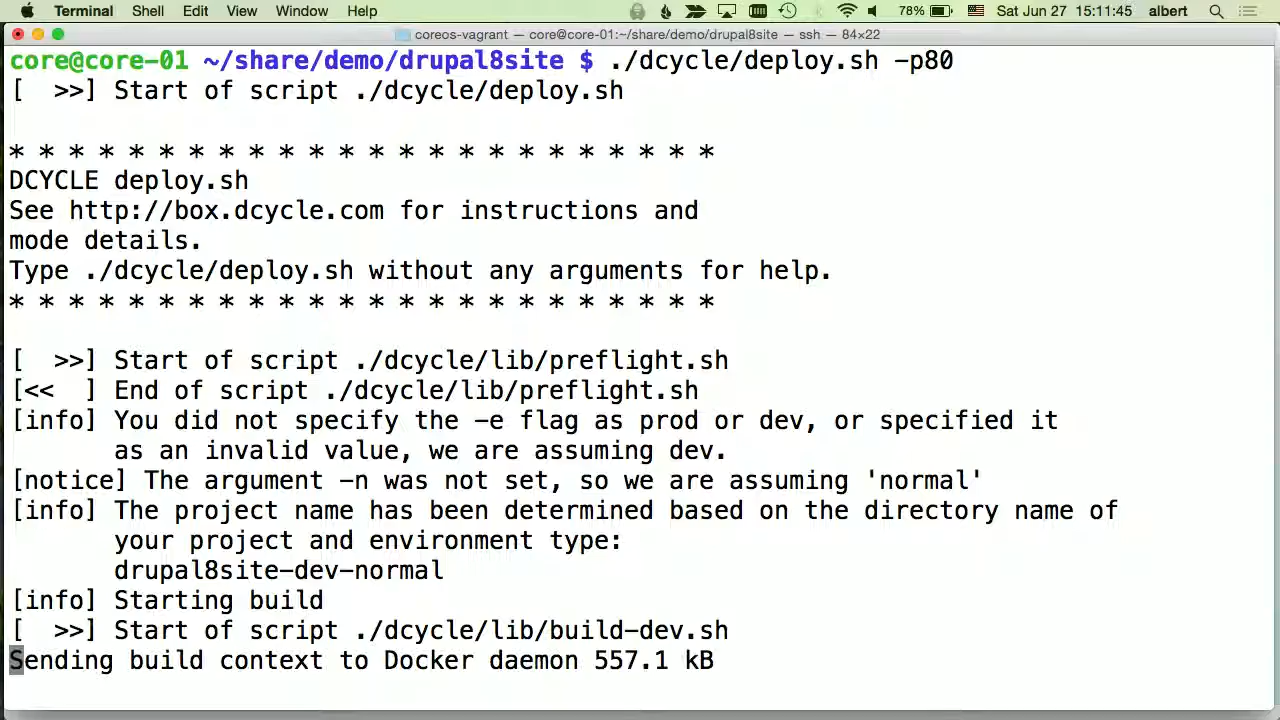 Terminal Shell Edit View Window Help 78% Sat Jun 27 15:11:45 albert
coreos-vagrant — core@core-01:~/share/demo/drupal8site — ssh — 84×22
core@core-01 ~/share/demo/drupal8site $ ./dcycle/deploy.sh -p80
[  >>] Start of script ./dcycle/deploy.sh
* * * * * * * * * * * * * * * * * * * * * * * *
DCYCLE deploy.sh
See http://box.dcycle.com for instructions and
mode details.
Type ./dcycle/deploy.sh without any arguments for help.
* * * * * * * * * * * * * * * * * * * * * * * *
[  >>] Start of script ./dcycle/lib/preflight.sh
[<<  ] End of script ./dcycle/lib/preflight.sh
[info] You did not specify the -e flag as prod or dev, or specified it
as an invalid value, we are assuming dev.
[notice] The argument -n was not set, so we are assuming 'normal'
[info] The project name has been determined based on the directory name of
your project and environment type:
drupal8site-dev-normal
[info] Starting build
[  >>] Start of script ./dcycle/lib/build-dev.sh
Sending build context to Docker daemon 557.1 kB